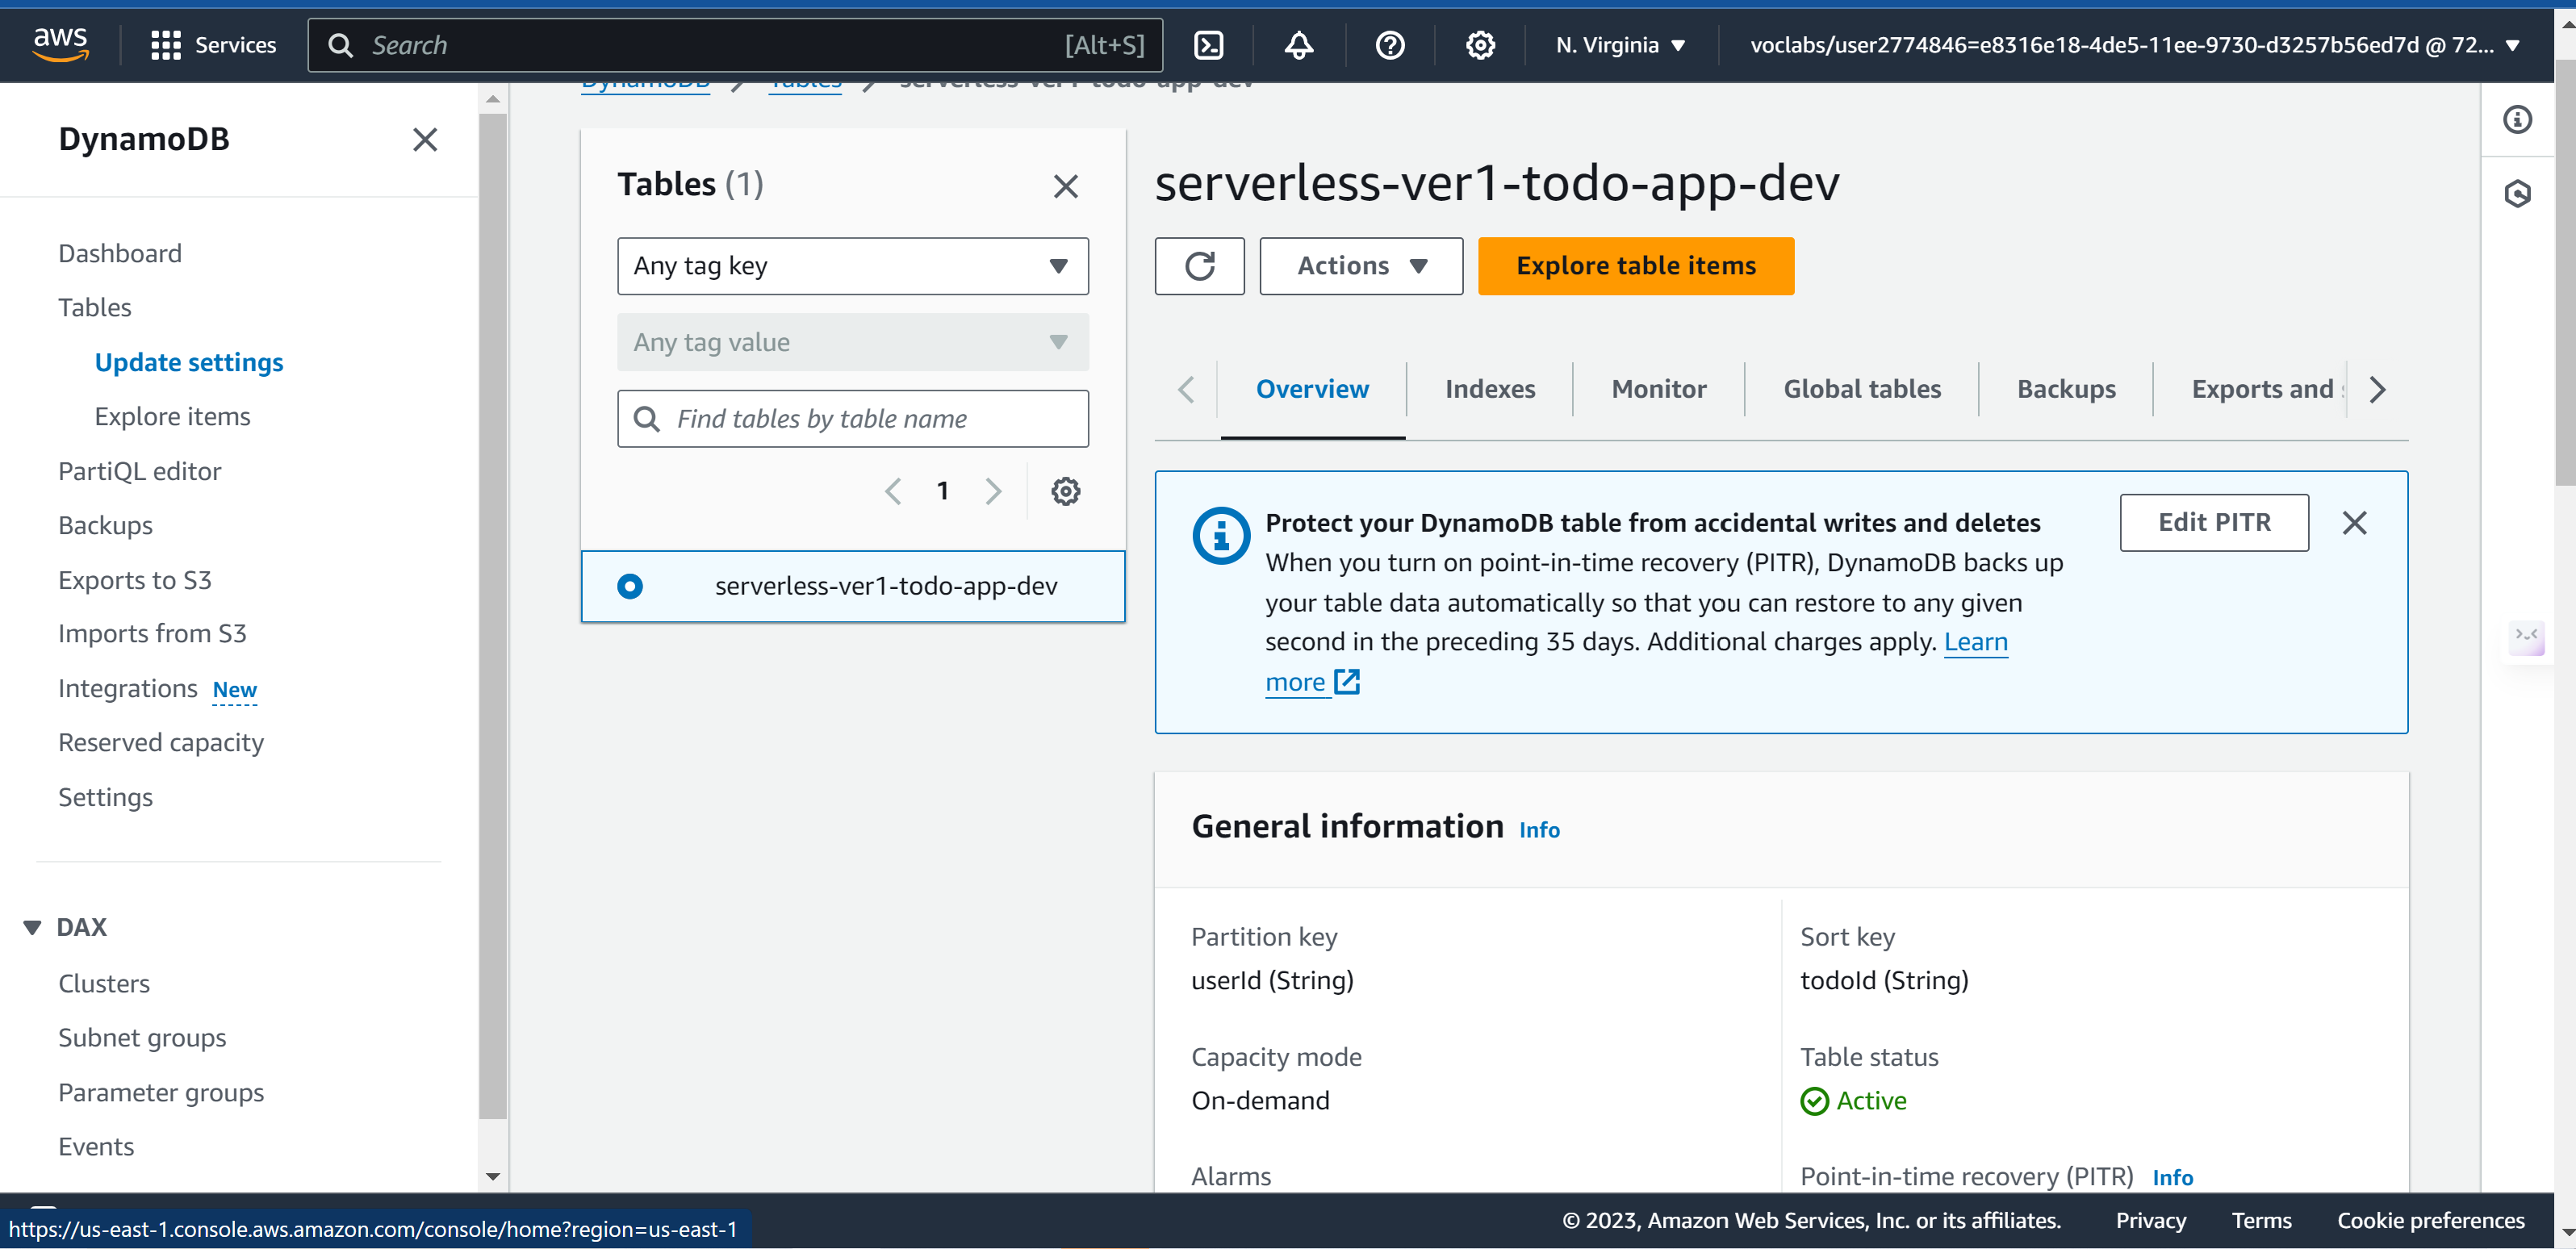 aws
Services
Search
[Alt+S]
N. Virginia
voclabs/user2774846=e8316e18-4de5-11ee-9730-d3257b56ed7d @ 72...
DynamoDB
Dashboard
Tables
Update settings
Explore items
PartiQL editor
Backups
Exports to S3
Imports from S3
Integrations New
Reserved capacity
Settings
DAX
Clusters
Subnet groups
Parameter groups
Events
DynamoDB
Tables
serverless-ver1-todo-app-dev
Tables (1)
Any tag key
Any tag value
Find tables by table name
1
serverless-ver1-todo-app-dev
serverless-ver1-todo-app-dev
Actions
Explore table items
Overview
Indexes
Monitor
Global tables
Backups
Exports and
Protect your DynamoDB table from accidental writes and deletes
When you turn on point-in-time recovery (PITR), DynamoDB backs up
your table data automatically so that you can restore to any given
second in the preceding 35 days. Additional charges apply. Learn
more
Edit PITR
General information Info
Partition key
userId (String)
Sort key
todoId (String)
Capacity mode
On-demand
Table status
Active
Alarms
Point-in-time recovery (PITR) Info
https://us-east-1.console.aws.amazon.com/console/home?region=us-east-1
© 2023, Amazon Web Services, Inc. or its affiliates.
Privacy
Terms
Cookie preferences